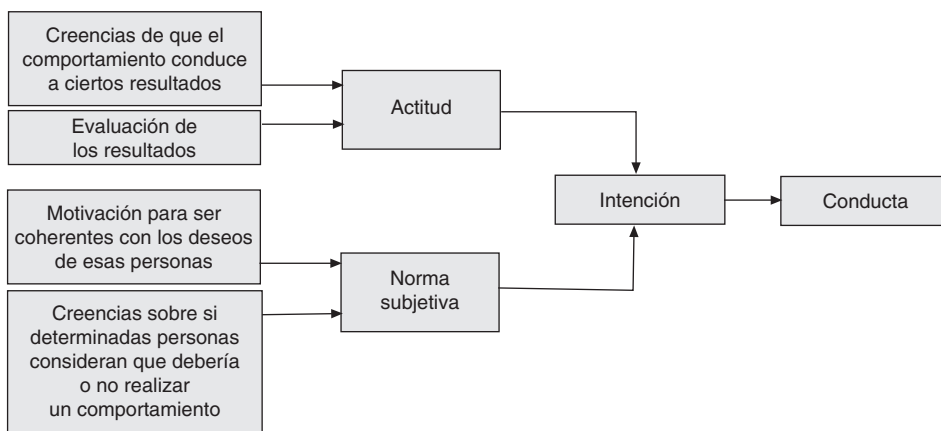 Creencias de que el
comportamiento conduce
a ciertos resultados
Evaluación de
los resultados
Actitud
Motivación para ser
coherentes con los deseos
de esas personas
Creencias sobre si
determinadas personas
consideran que debería
o no realizar
un comportamiento
Norma
subjetiva
Intención
Conducta